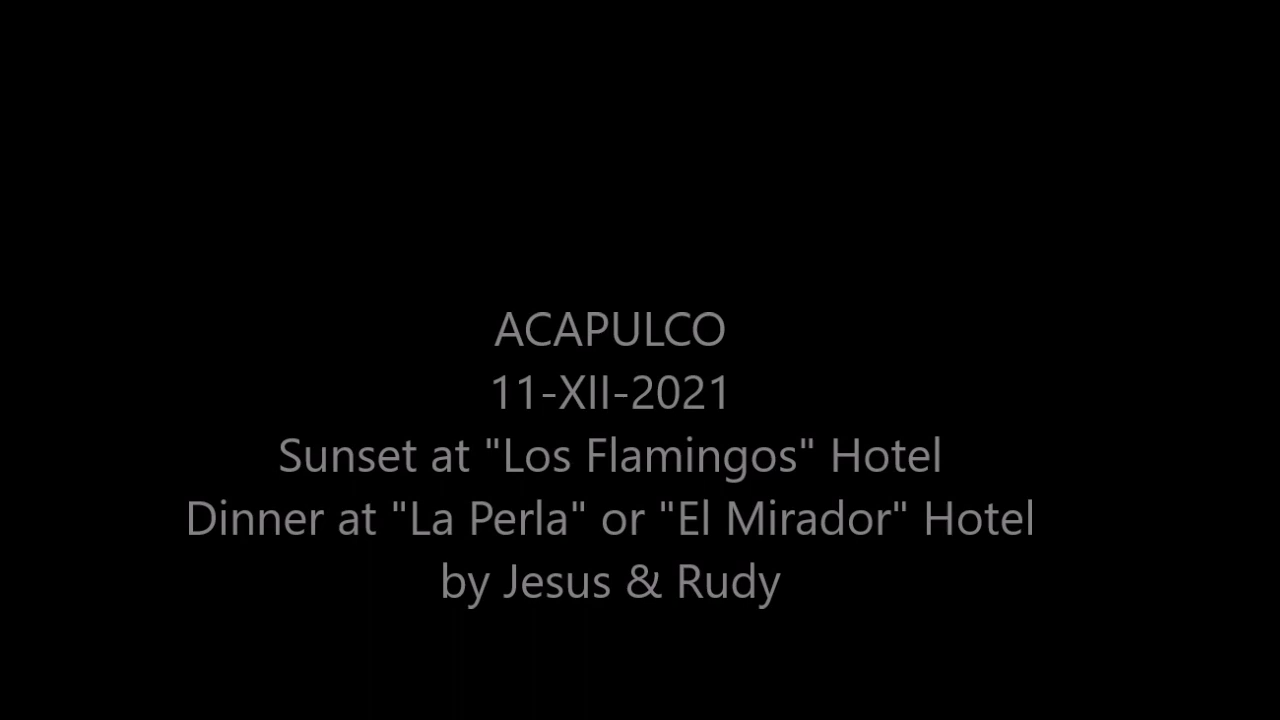 ACAPULCO
11-XII-2021
Sunset at "Los Flamingos" Hotel
Dinner at "La Perla" or "El Mirador" Hotel
by Jesus & Rudy